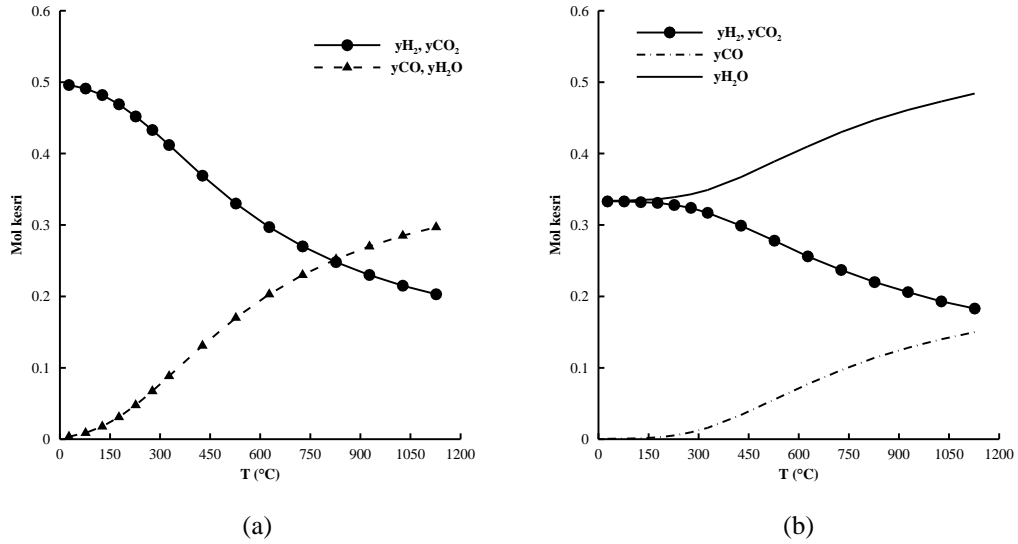 0.6
0.5
0.4
0.3
0.2
0.1
0
Mol kesri
yH₂, yCO₂
yCO, yH₂O
0 150 300 450 600 750 900 1050 1200
T (°C)
(a)
0.6
0.5
0.4
0.3
0.2
0.1
0
Mol kesri
yH₂, yCO₂
yCO
yH₂O
0 150 300 450 600 750 900 1050 1200
T (°C)
(b)